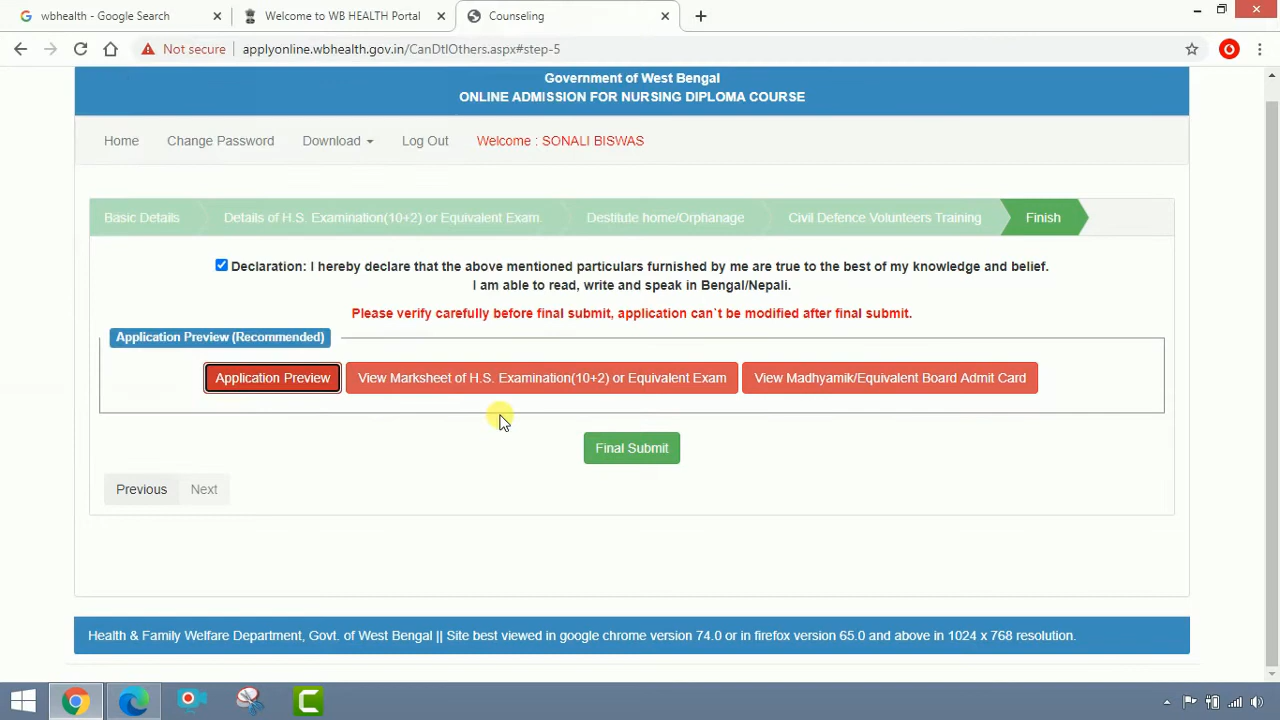 wbhealth - Google Search
Welcome to WB HEALTH Portal
Counseling
Not secure
applyonline.wbhealth.gov.in/CanDtlOthers.aspx#step-5
Government of West Bengal
ONLINE ADMISSION FOR NURSING DIPLOMA COURSE
Home
Change Password
Download
Log Out
Welcome : SONALI BISWAS
Basic Details
Details of H.S. Examination(10+2) or Equivalent Exam.
Destitute home/Orphanage
Civil Defence Volunteers Training
Finish
Declaration: I hereby declare that the above mentioned particulars furnished by me are true to the best of my knowledge and belief.
I am able to read, write and speak in Bengal/Nepali.
Please verify carefully before final submit, application can`t be modified after final submit.
Application Preview (Recommended)
Application Preview
View Marksheet of H.S. Examination(10+2) or Equivalent Exam
View Madhyamik/Equivalent Board Admit Card
Final Submit
Previous
Next
Health & Family Welfare Department, Govt. of West Bengal || Site best viewed in google chrome version 74.0 or in firefox version 65.0 and above in 1024 x 768 resolution.